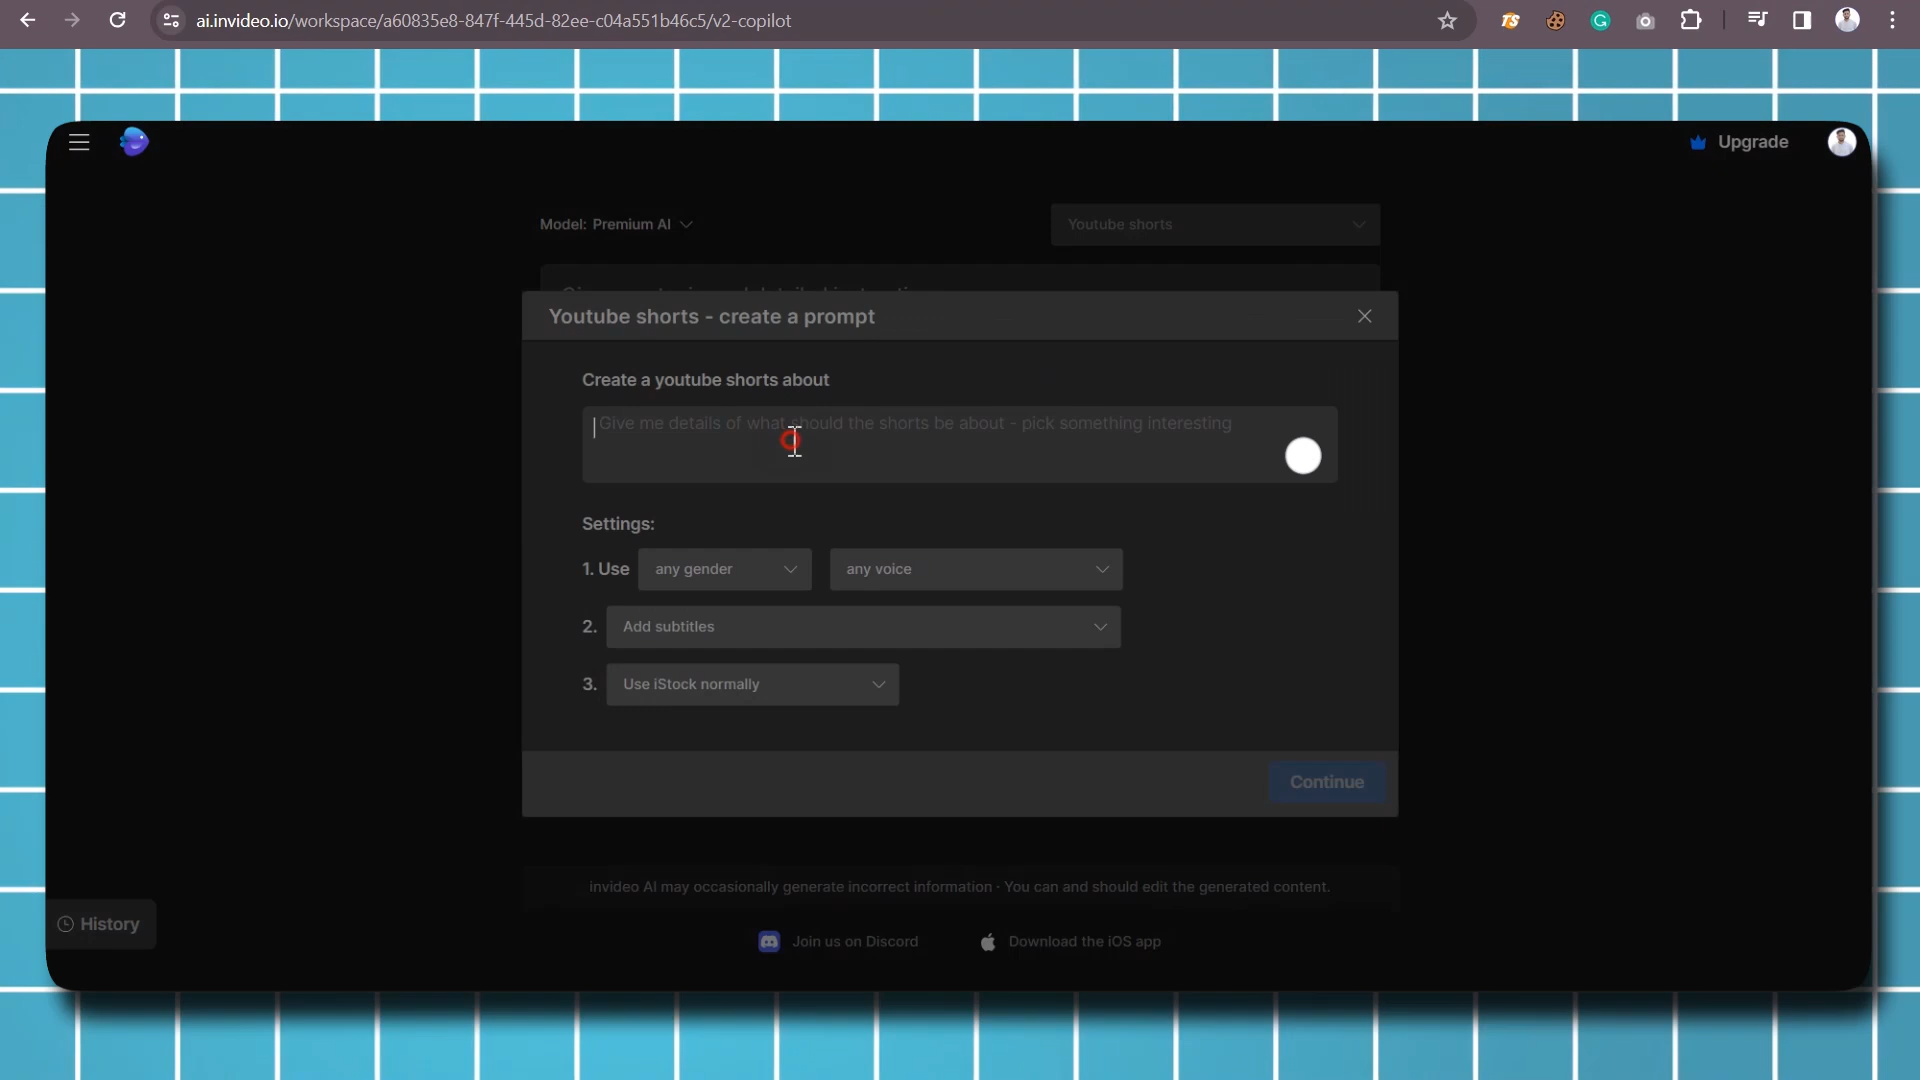 ai.invideo.io/workspace/a60835e8-847f-445d-82ee-c04a551b46c5/v2-copilot
TS
G
Upgrade
Model: Premium AI
Youtube shorts
Youtube shorts - create a prompt
Create a youtube shorts about
Give me details of what should the shorts be about - pick something interesting
Settings:
1. Use any gender any voice
2. Add subtitles
3. Use iStock normally
Continue
invideo AI may occasionally generate incorrect information · You can and should edit the generated content.
History
Join us on Discord
Download the iOS app